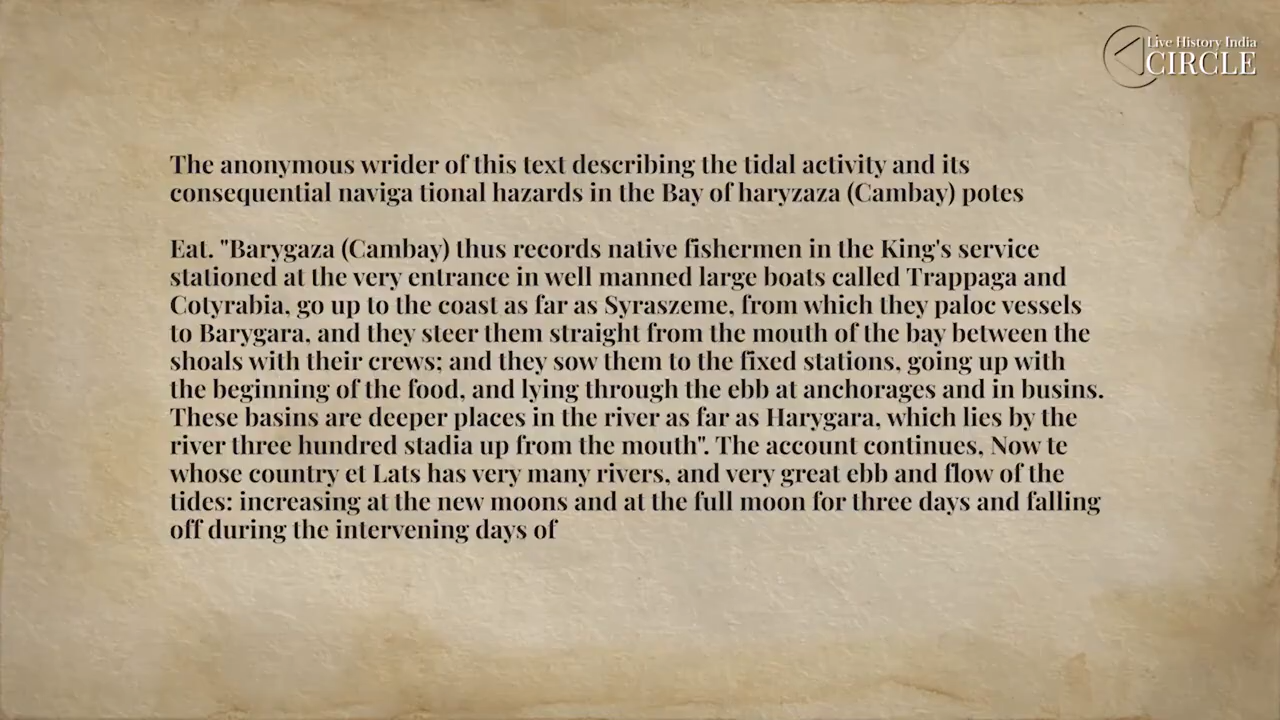 Live History India
CIRCLE
The anonymous wrider of this text describing the tidal activity and its
consequential naviga tional hazards in the Bay of haryzaza (Cambay) potes
Eat. "Barygaza (Cambay) thus records native fishermen in the King's service
stationed at the very entrance in well manned large boats called Trappaga and
Cotyrabia, go up to the coast as far as Syraszeme, from which they paloc vessels
to Barygara, and they steer them straight from the mouth of the bay between the
shoals with their crews; and they sow them to the fixed stations, going up with
the beginning of the food, and lying through the ebb at anchorages and in busins.
These basins are deeper places in the river as far as Harygara, which lies by the
river three hundred stadia up from the mouth". The account continues, Now te
whose country et Lats has very many rivers, and very great ebb and flow of the
tides: increasing at the new moons and at the full moon for three days and falling
off during the intervening days of